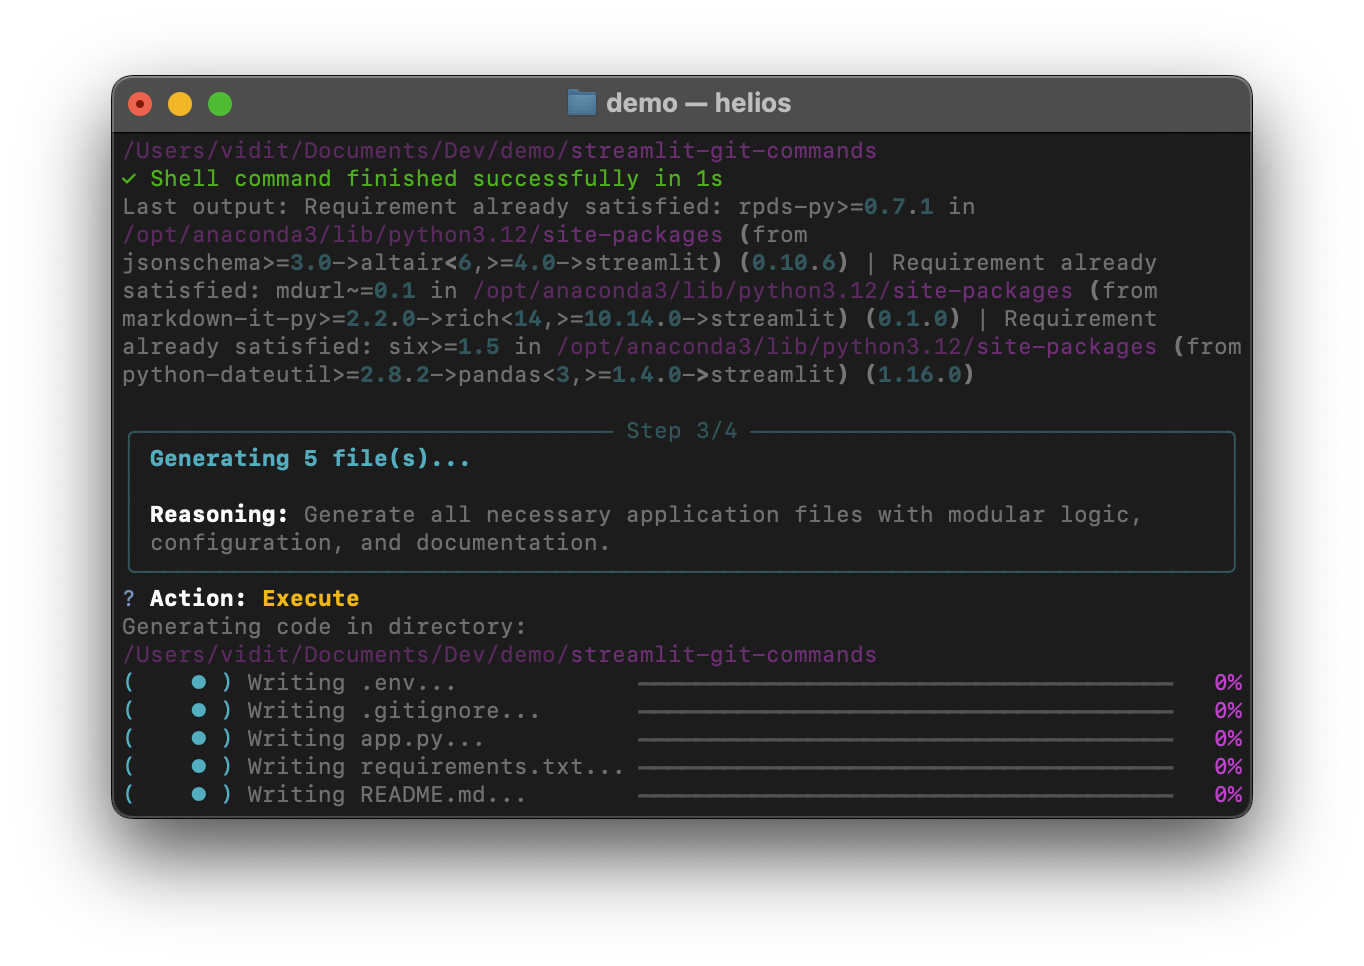 demo — helios
/Users/vidit/Documents/Dev/demo/streamlit-git-commands
✓ Shell command finished successfully in 1s
Last output: Requirement already satisfied: rpds-py>=0.7.1 in
/opt/anaconda3/lib/python3.12/site-packages (from
jsonschema>=3.0->altair<6,>=4.0->streamlit) (0.10.6) | Requirement already
satisfied: mdurl~=0.1 in /opt/anaconda3/lib/python3.12/site-packages (from
markdown-it-py>=2.2.0->rich<14,>=10.14.0->streamlit) (0.1.0) | Requirement
already satisfied: six>=1.5 in /opt/anaconda3/lib/python3.12/site-packages (from
python-dateutil>=2.8.2->pandas<3,>=1.4.0->streamlit) (1.16.0)
Step 3/4
Generating 5 file(s)...
Reasoning: Generate all necessary application files with modular logic,
configuration, and documentation.
? Action: Execute
Generating code in directory:
/Users/vidit/Documents/Dev/demo/streamlit-git-commands
(    ● ) Writing .env... 0%
(    ● ) Writing .gitignore... 0%
(    ● ) Writing app.py... 0%
(    ● ) Writing requirements.txt... 0%
(    ● ) Writing README.md... 0%